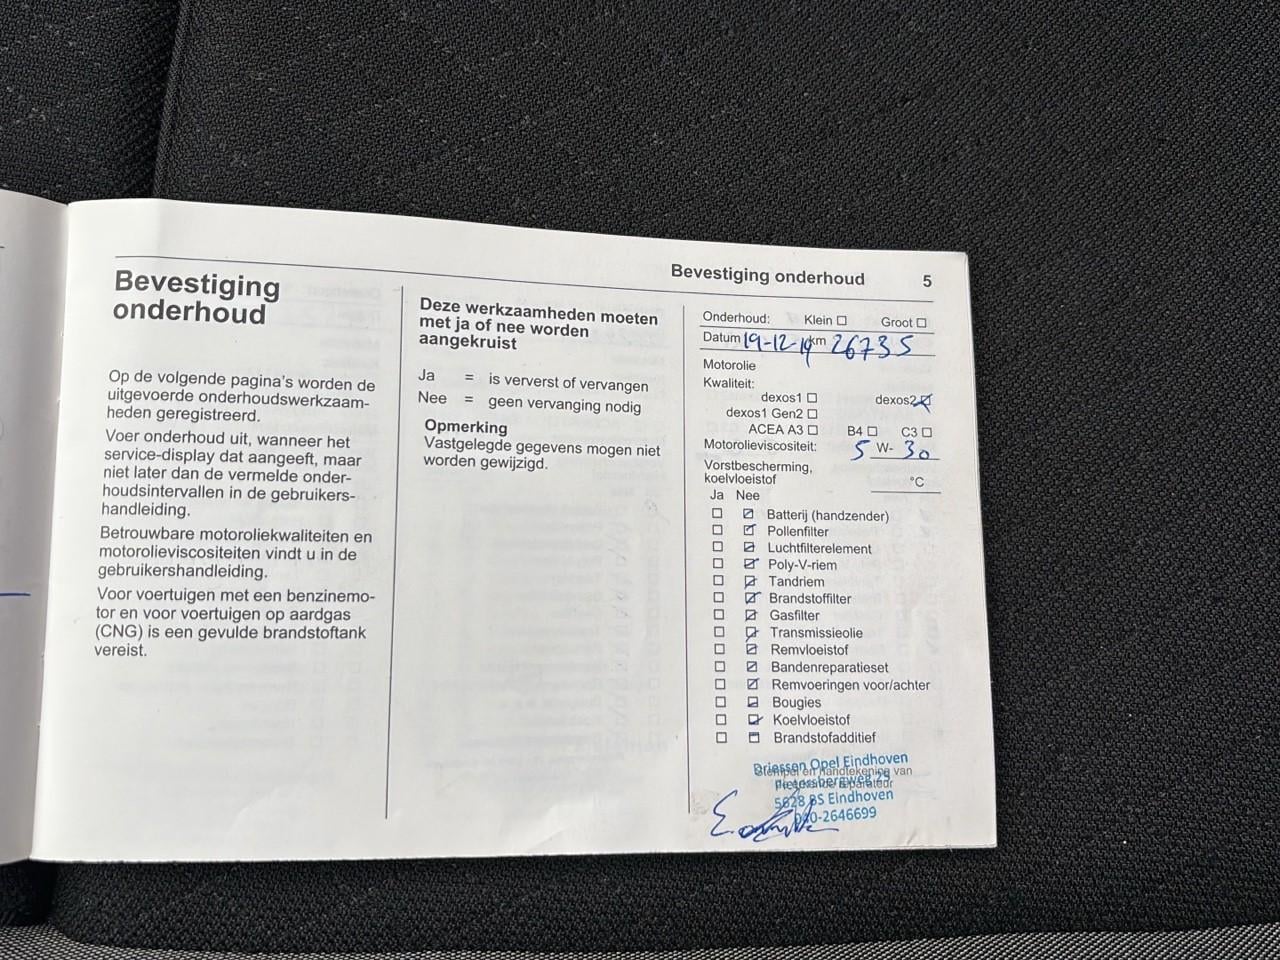 Bevestiging
onderhoud
Op de volgende pagina's worden de
uitgevoerde onderhoudswerkzaam-
heden geregistreerd.
Voer onderhoud uit, wanneer het
service-display dat aangeeft, maar
niet later dan de vermelde onder-
houdsintervallen in de gebruikers-
handleiding.
Betrouwbare motoroliekwaliteiten en
motorolieviscositeiten vindt u in de
gebruikershandleiding.
Voor voertuigen met een benzinemo-
tor en voor voertuigen op aardgas
(CNG) is een gevulde brandstoftank
vereist.
Deze werkzaamheden moeten
met ja of nee worden
aangekruist
Ja = is ververst of vervangen
Nee = geen vervanging nodig
Opmerking
Vastgelegde gegevens mogen niet
worden gewijzigd.
Bevestiging onderhoud 5
Onderhoud: Klein Groot
Datum 19-12-19 km 26735
Motorolie
Kwaliteit:
dexos1 dexos2
dexos1 Gen2
ACEA A3 B4 C3
Motorolieviscositeit: 5 W- 30
Vorstbescherming,
koelvloeistof °C
Ja Nee
Batterij (handzender)
Pollenfilter
Luchtfilterelement
Poly-V-riem
Tandriem
Brandstoffilter
Gasfilter
Transmissieolie
Remvloeistof
Bandenreparatieset
Remvoeringen voor/achter
Bougies
Koelvloeistof
Brandstofadditief
Driessen Opel Eindhoven
Stempel en handtekening van
5628 BS Eindhoven
040-2646699